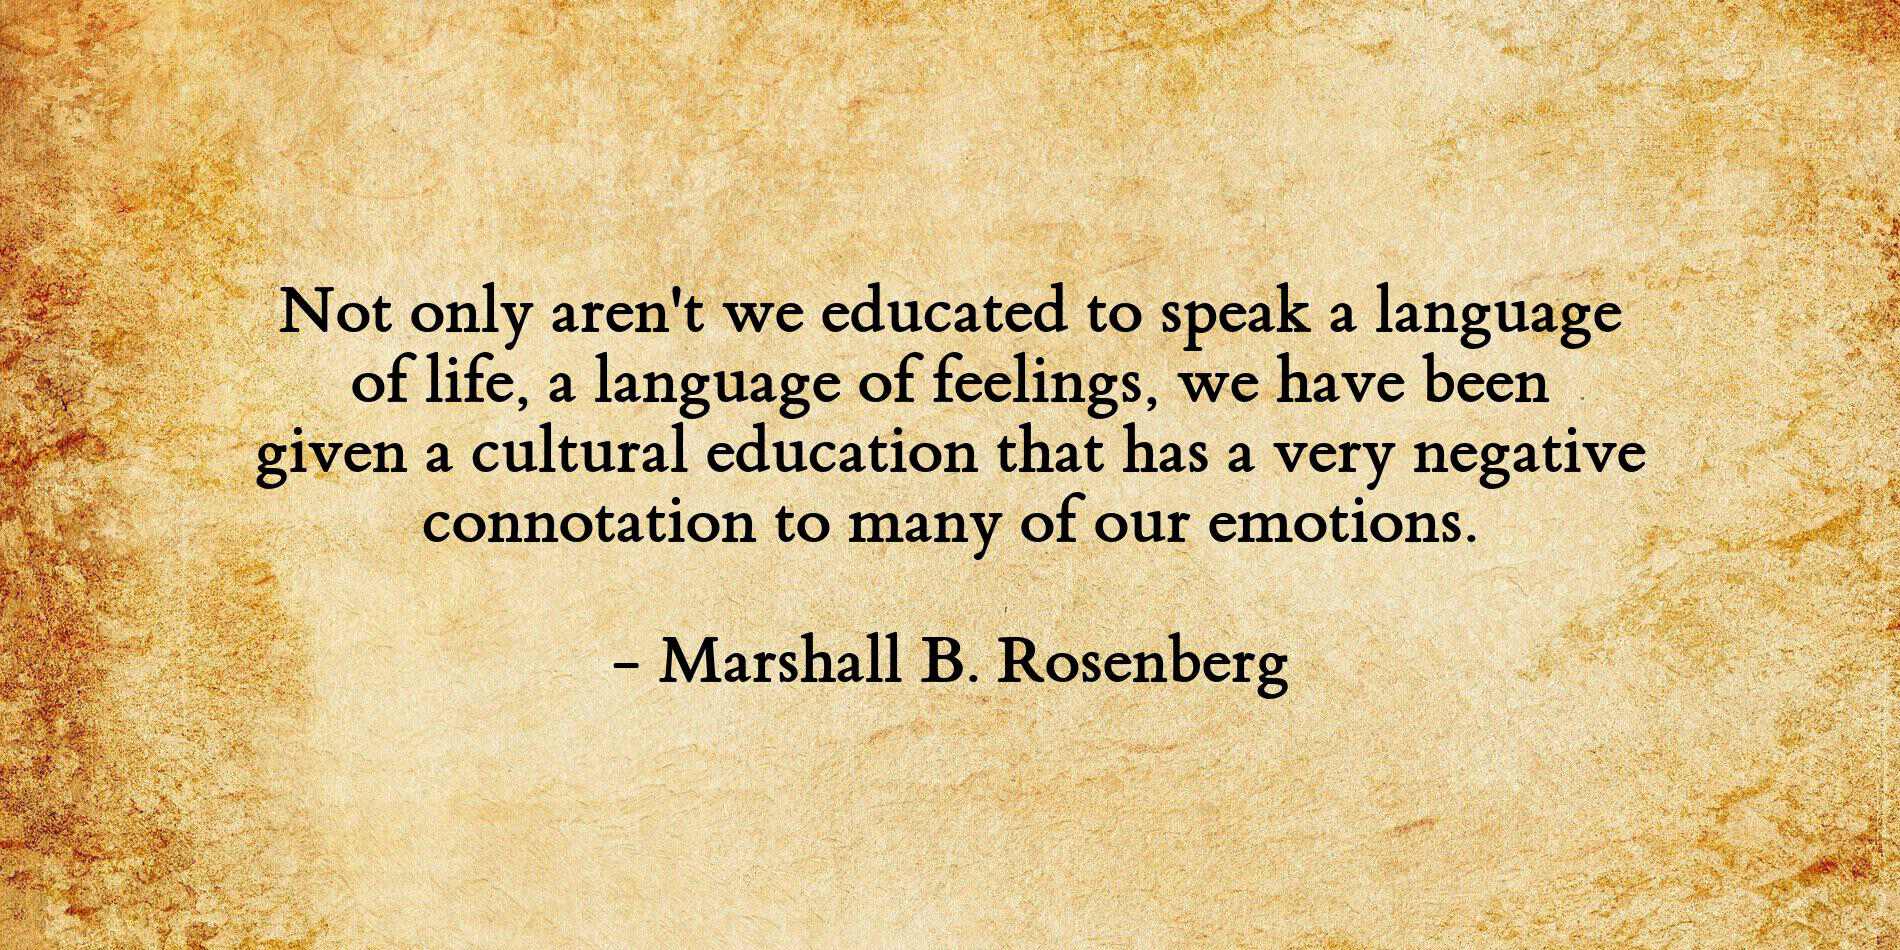 Not only aren't we educated to speak a language
of life, a language of feelings, we have been
given a cultural education that has a very negative
connotation to many of our emotions.
– Marshall B. Rosenberg